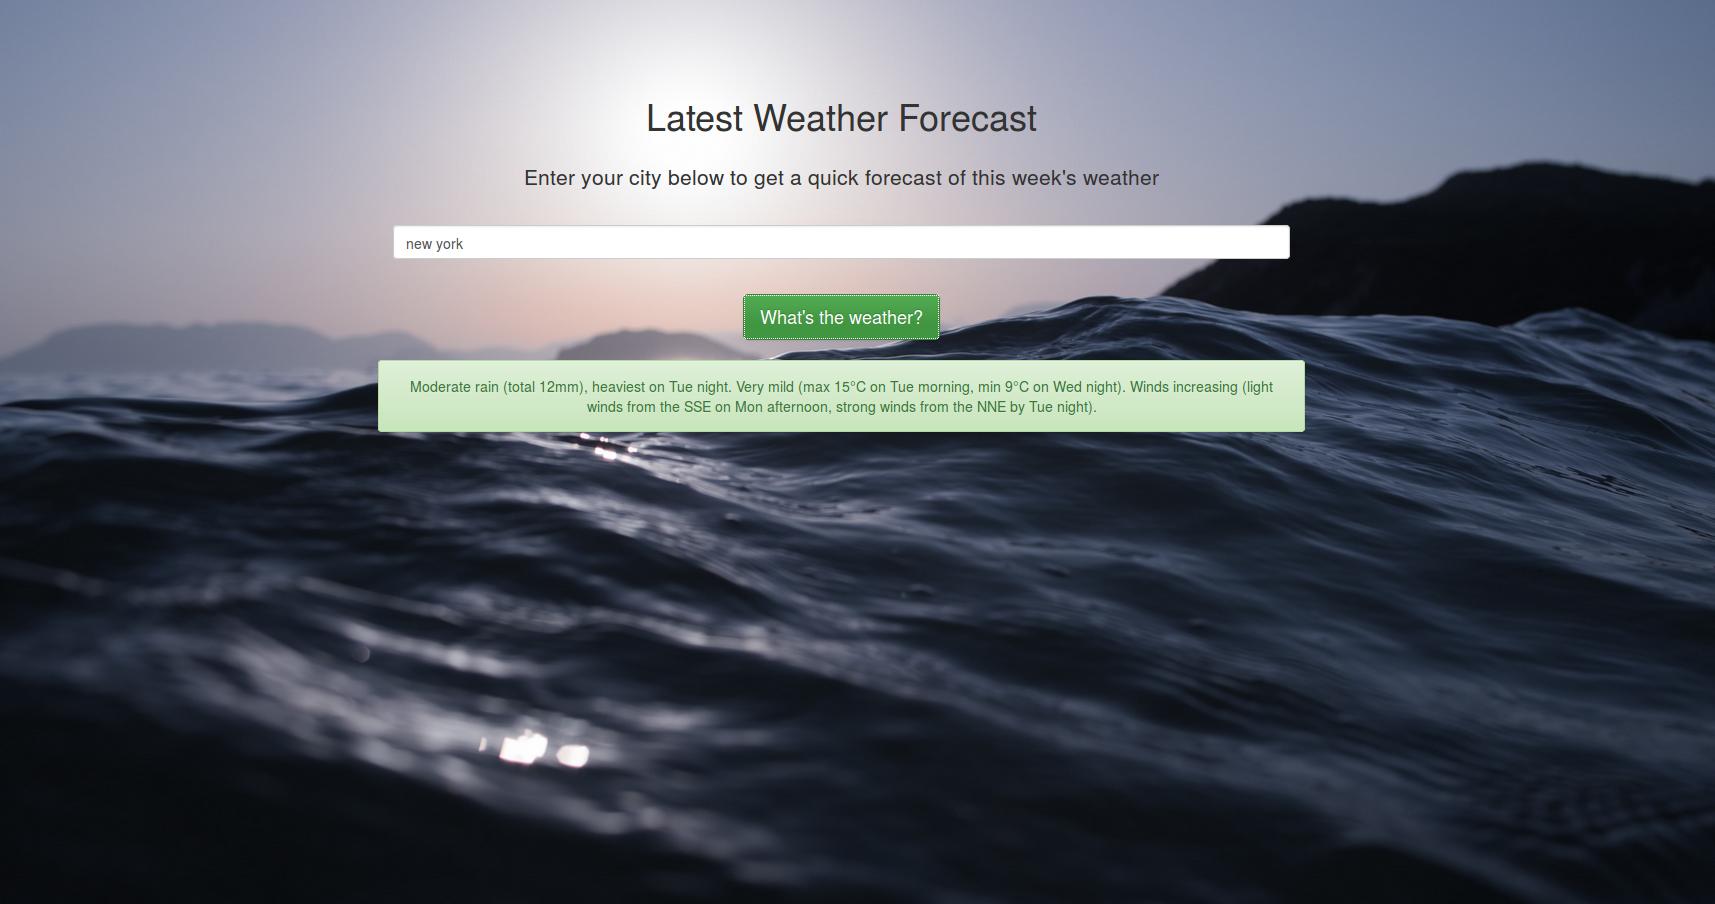 Latest Weather Forecast
Enter your city below to get a quick forecast of this week's weather
new york
What's the weather?
Moderate rain (total 12mm), heaviest on Tue night. Very mild (max 15°C on Tue morning, min 9°C on Wed night). Winds increasing (light
winds from the SSE on Mon afternoon, strong winds from the NNE by Tue night).